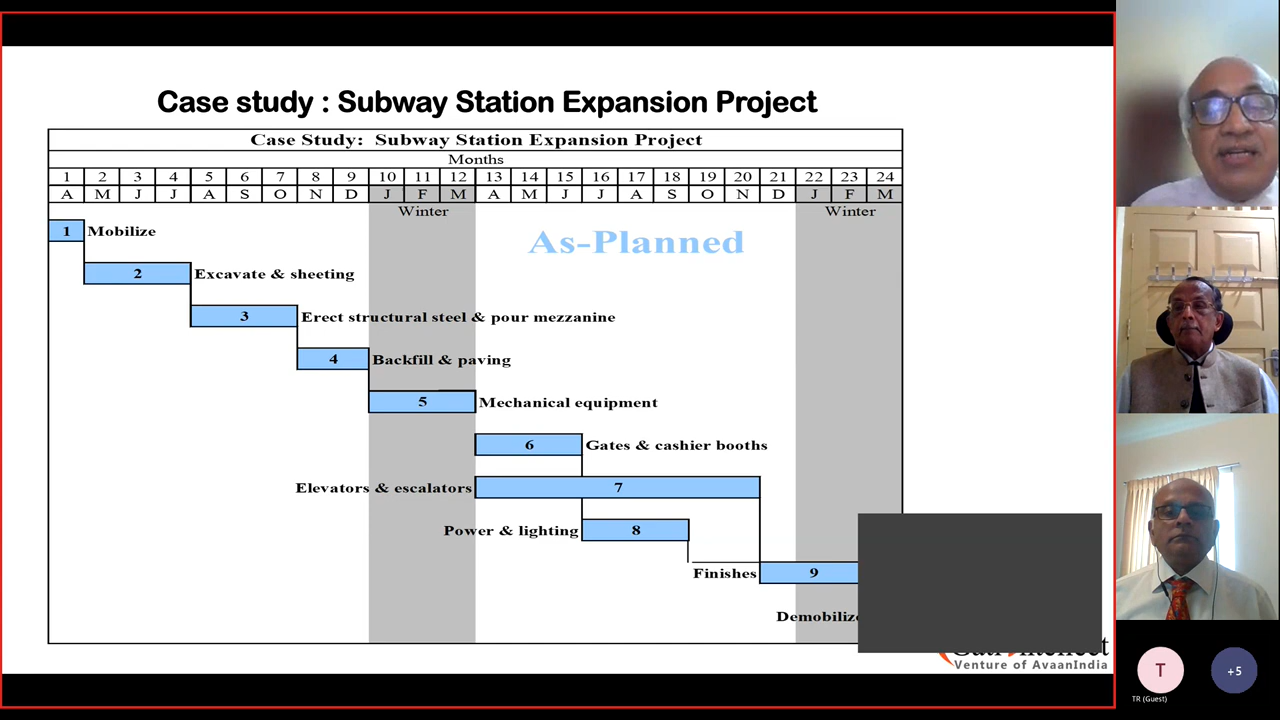 Case study : Subway Station Expansion Project
Case Study: Subway Station Expansion Project
Months
1 2 3 4 5 6 7 8 9 10 11 12 13 14 15 16 17 18 19 20 21 22 23 24
A M J J A S O N D J F M A M J J A S O N D J F M
Winter Winter
As-Planned
1 Mobilize
2 Excavate & sheeting
3 Erect structural steel & pour mezzanine
4 Backfill & paving
5 Mechanical equipment
6 Gates & cashier booths
Elevators & escalators 7
Power & lighting 8
Finishes 9
Demobilize
Venture of AvaanIndia
T
+5
TR (Guest)